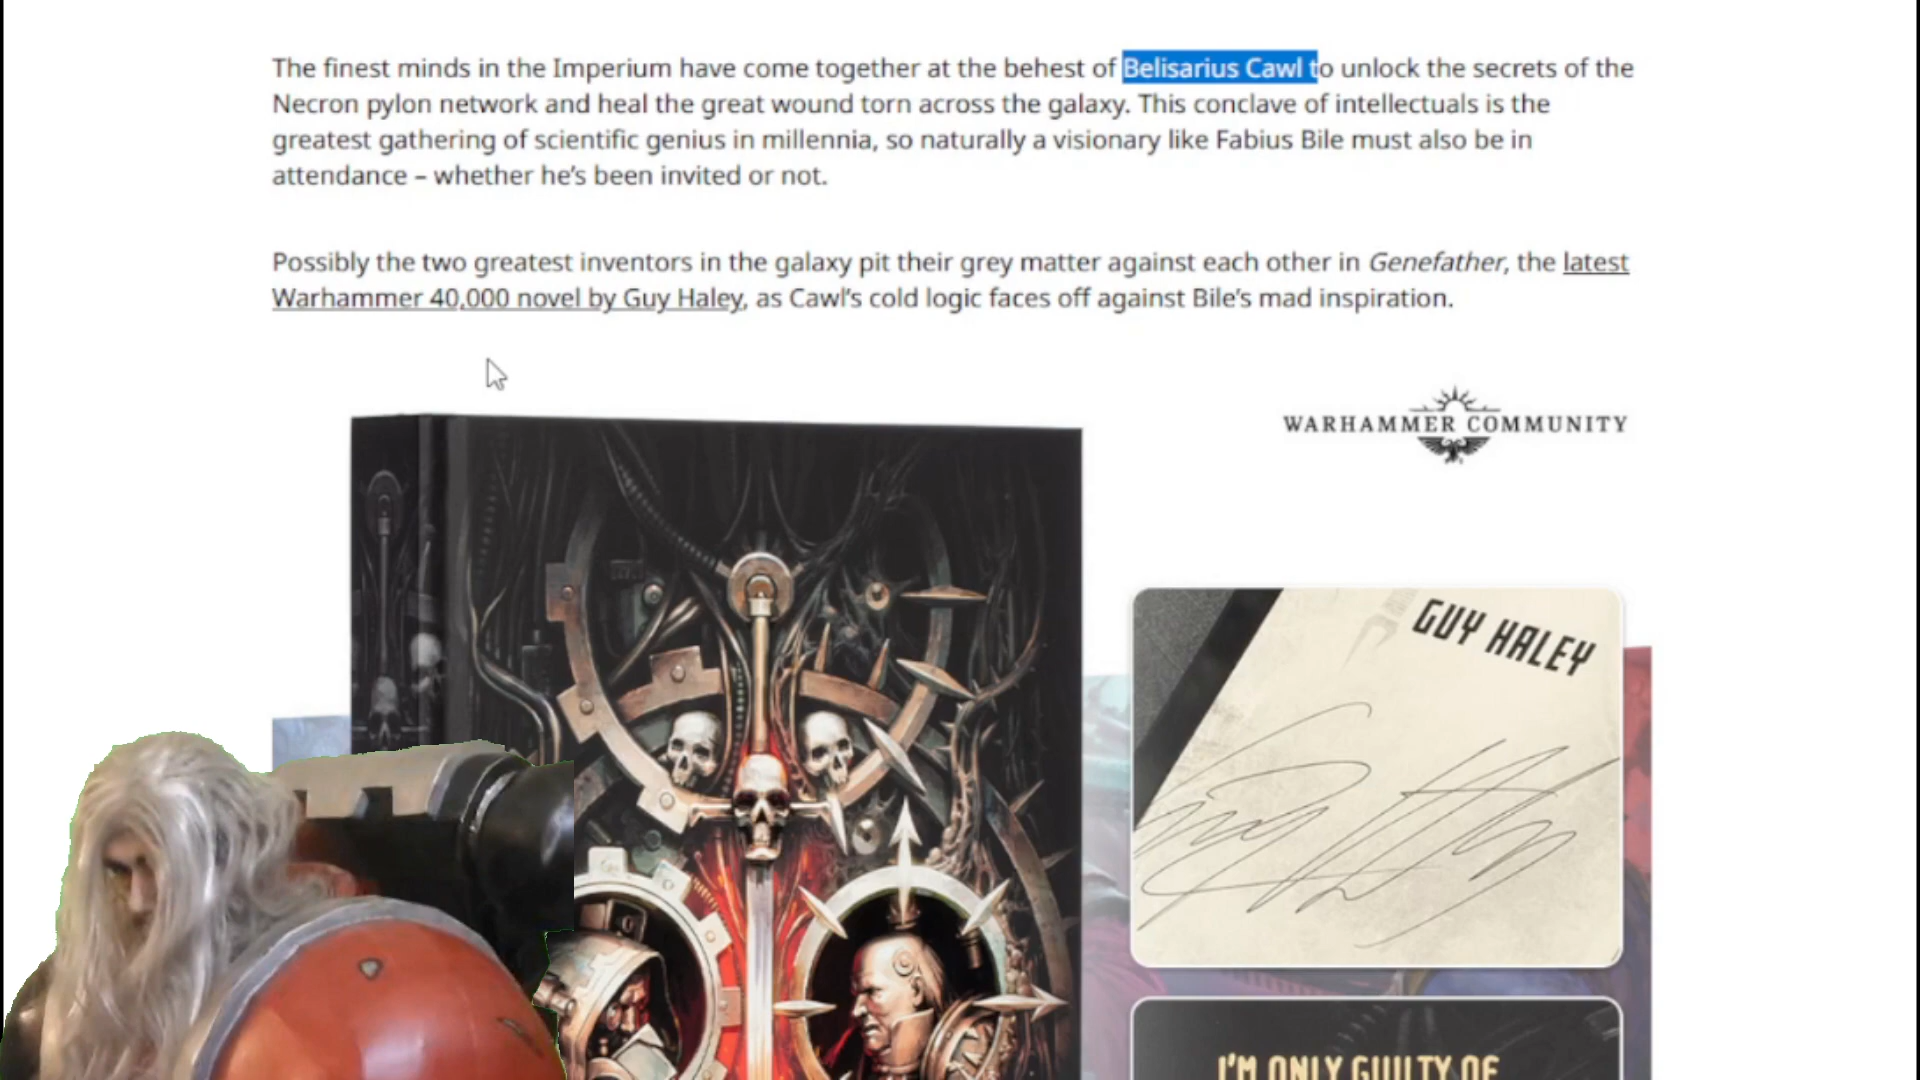 The finest minds in the Imperium have come together at the behest of Belisarius Cawl to unlock the secrets of the
Necron pylon network and heal the great wound torn across the galaxy. This conclave of intellectuals is the
greatest gathering of scientific genius in millennia, so naturally a visionary like Fabius Bile must also be in
attendance – whether he’s been invited or not.
Possibly the two greatest inventors in the galaxy pit their grey matter against each other in Genefather, the latest
Warhammer 40,000 novel by Guy Haley, as Cawl’s cold logic faces off against Bile’s mad inspiration.
WARHAMMER COMMUNITY
GUY HALEY
I'M ONLY GUILTY OF